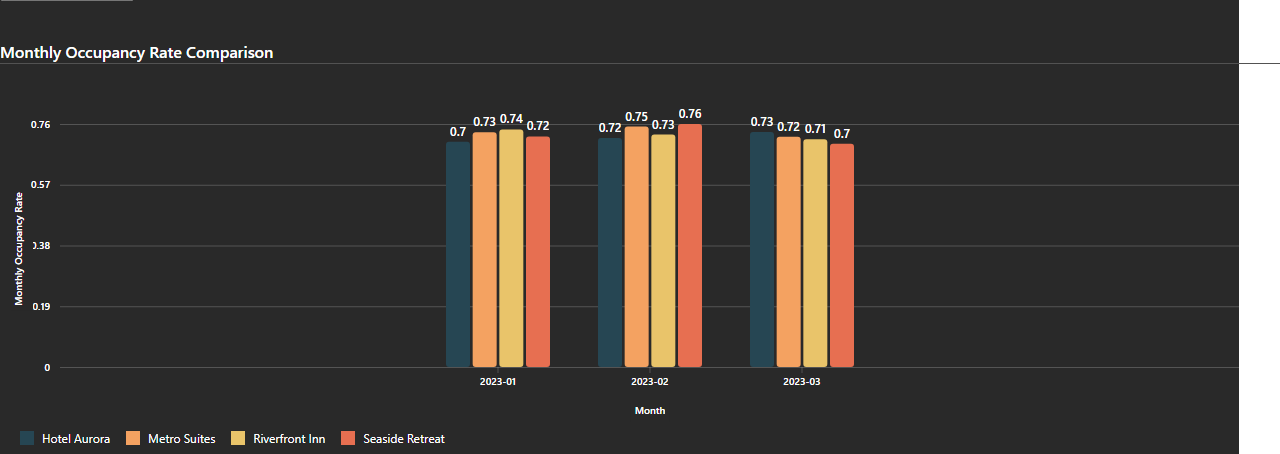 Monthly Occupancy Rate Comparison
0.7 0.73 0.74 0.72
0.72 0.75 0.73 0.76
0.73 0.72 0.71 0.7
0.76
0.57
0.38
0.19
0
Monthly Occupancy Rate
2023-01 2023-02 2023-03
Month
Hotel Aurora Metro Suites Riverfront Inn Seaside Retreat